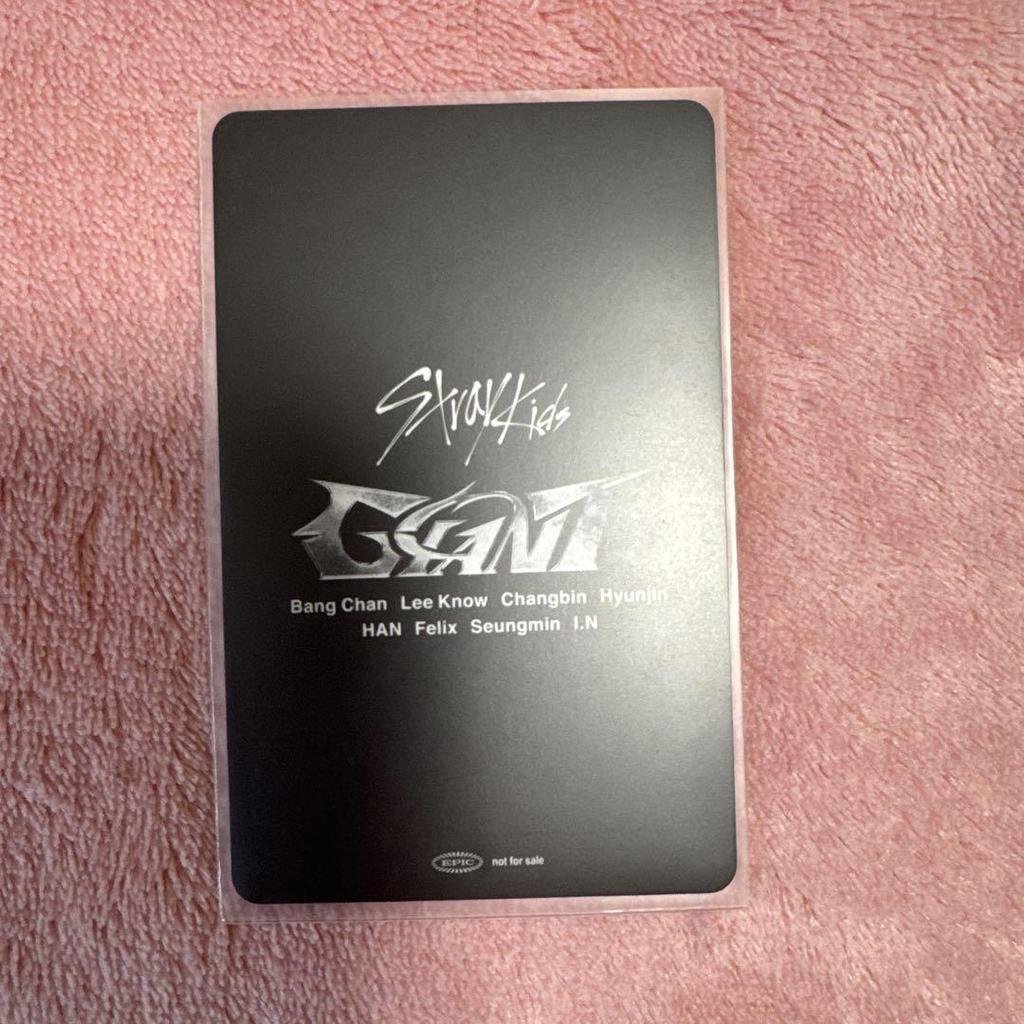 Stray Kids
GIANT
Bang Chan Lee Know Changbin Hyunjin
HAN Felix Seungmin I.N
EPIC not for sale